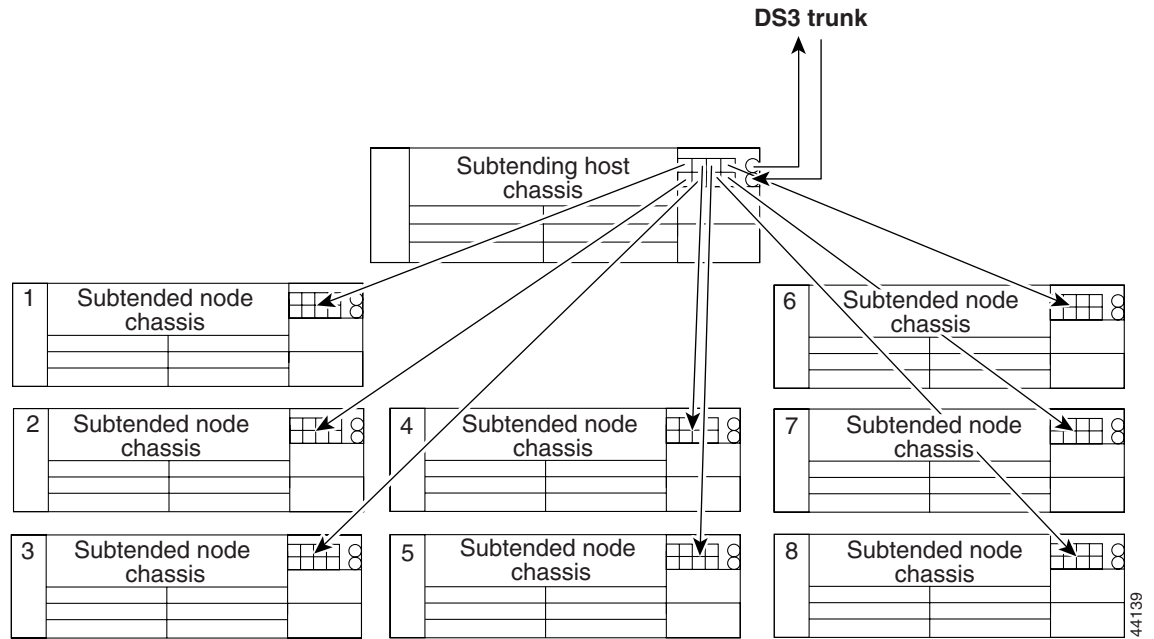 DS3 trunk
Subtending host
chassis
1
Subtended node
chassis
6
Subtended node
chassis
2
Subtended node
chassis
4
Subtended node
chassis
7
Subtended node
chassis
3
Subtended node
chassis
5
Subtended node
chassis
8
Subtended node
chassis
44139